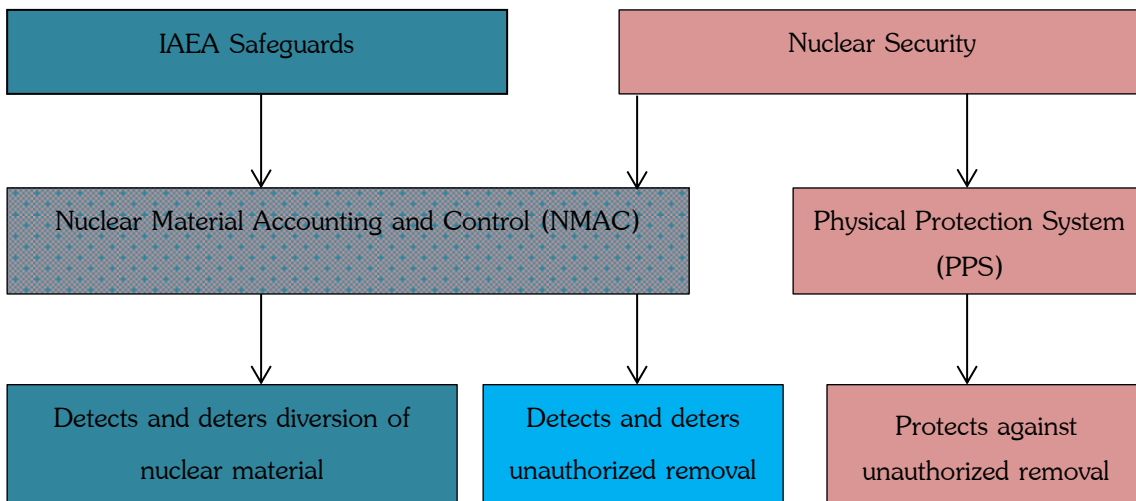 IAEA Safeguards
Nuclear Security
Nuclear Material Accounting and Control (NMAC)
Physical Protection System
(PPS)
Detects and deters diversion of
nuclear material
Detects and deters
unauthorized removal
Protects against
unauthorized removal